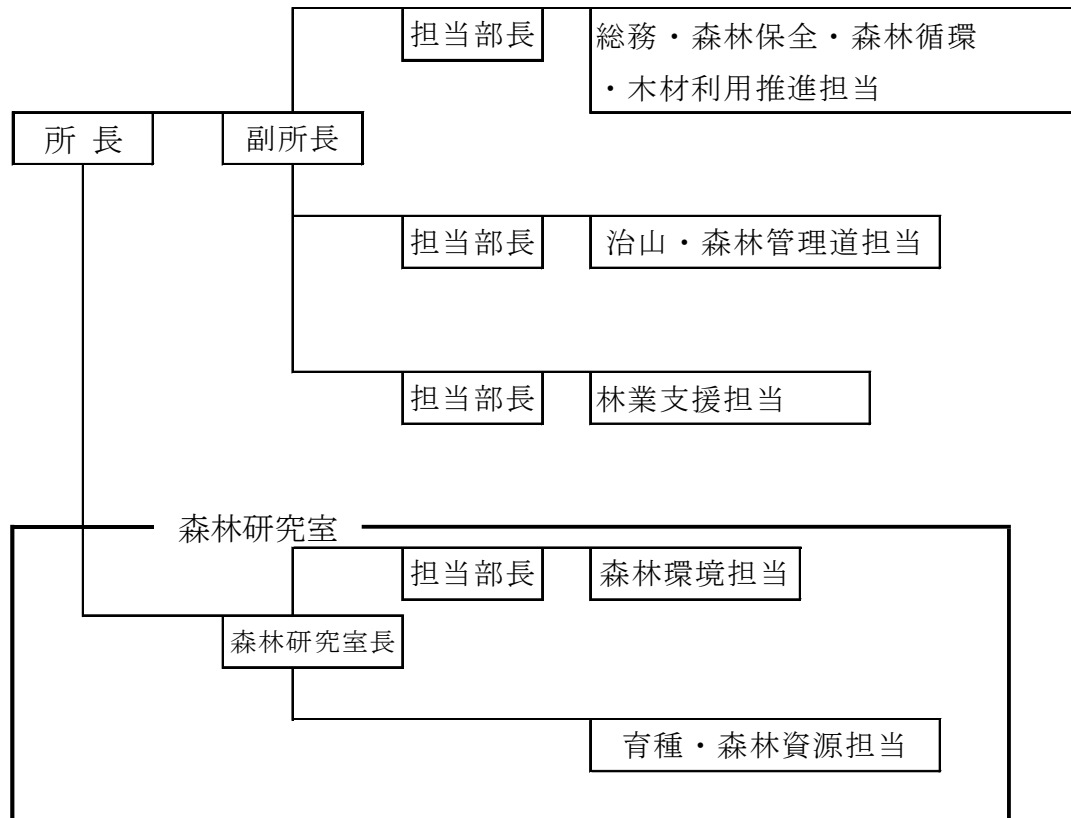 担当部長
総務・森林保全・森林循環
・木材利用推進担当
所 長
副所長
担当部長
治山・森林管理道担当
担当部長
林業支援担当
森林研究室
担当部長
森林環境担当
森林研究室長
育種・森林資源担当